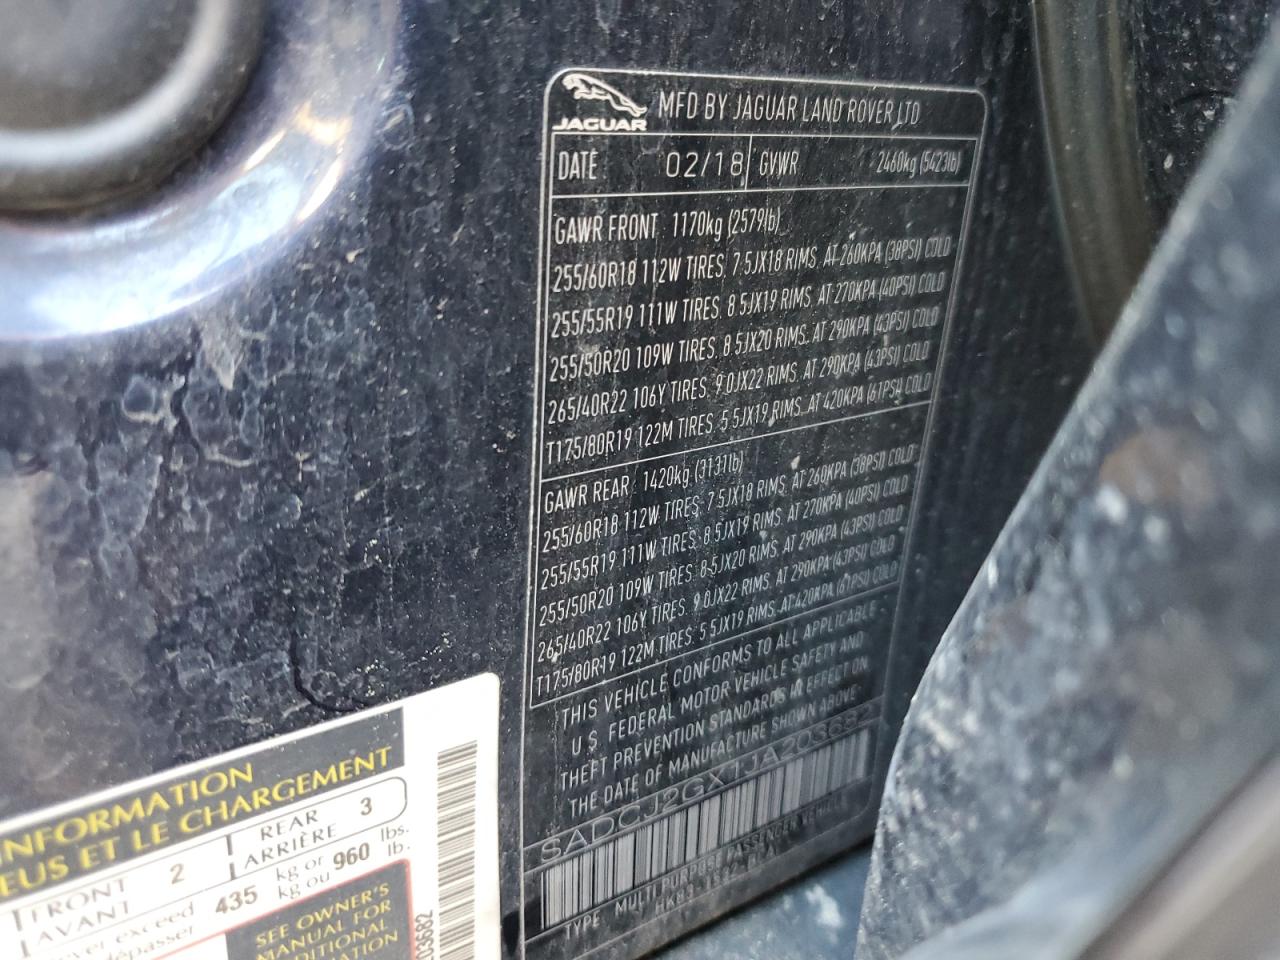 JAGUAR
MFD BY JAGUAR LAND ROVER LTD
DATE: 02/18 GVWR 2460kg (5423lb)
GAWR FRONT 1170kg (2579lb)
255/60R18 112W TIRES: 7.5JX18 RIMS. AT 260KPA (38PSI) COLD
255/55R19 111W TIRES: 8.5JX19 RIMS. AT 270KPA (40PSI) COLD
255/50R20 109W TIRES: 8.5JX20 RIMS. AT 290KPA (43PSI) COLD
265/40R22 106Y TIRES: 9.0JX22 RIMS. AT 290KPA (43PSI) COLD
T175/80R19 122M TIRES: 5.5JX19 RIMS. AT 420KPA (61PSI) COLD
GAWR REAR: 1420kg (3131lb)
255/60R18 112W TIRES: 7.5JX18 RIMS. AT 260KPA (38PSI) COLD
255/55R19 111W TIRES: 8.5JX19 RIMS. AT 270KPA (40PSI) COLD
255/50R20 109W TIRES: 8.5JX20 RIMS. AT 290KPA (43PSI) COLD
265/40R22 106Y TIRES: 9.0JX22 RIMS. AT 290KPA (43PSI) COLD
T175/80R19 122M TIRES: 5.5JX19 RIMS. AT 420KPA (61PSI) COLD
THIS VEHICLE CONFORMS TO ALL APPLICABLE
U.S. FEDERAL MOTOR VEHICLE SAFETY AND
THEFT PREVENTION STANDARDS IN EFFECT ON
THE DATE OF MANUFACTURE SHOWN ABOVE
SADCJ2GX1JA203682
TYPE: MULTI PURPOSE PASSENGER VEHICLE
INFORMATION
EUS ET LE CHARGEMENT
FRONT 2 REAR 3
AVANT ARRIÈRE
ver exceed 435 kg or 960 lbs.
dépasser kg ou lb.
SEE OWNER'S
MANUAL FOR
03682